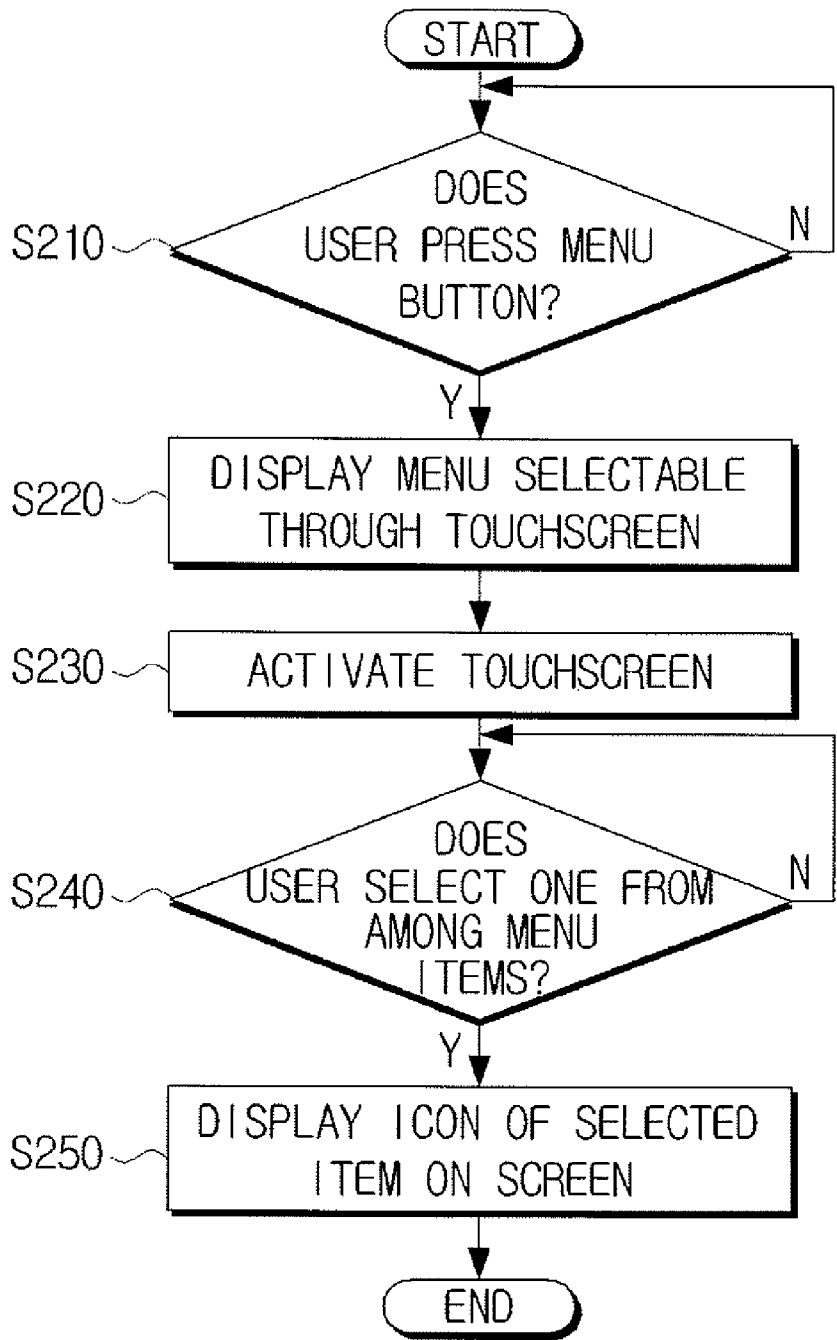 START
DOES
USER PRESS MENU
BUTTON?
N
S210
Y
DISPLAY MENU SELECTABLE
THROUGH TOUCHSCREEN
S220
ACTIVATE TOUCHSCREEN
S230
DOES
USER SELECT ONE FROM
AMONG MENU
ITEMS?
N
S240
Y
DISPLAY ICON OF SELECTED
ITEM ON SCREEN
S250
END